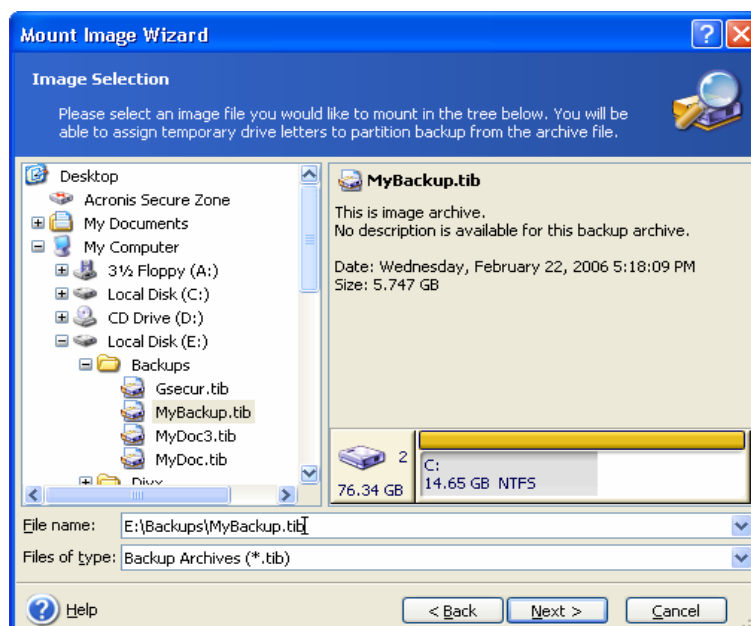 Mount Image Wizard
Image Selection
Please select an image file you would like to mount in the tree below. You will be
able to assign temporary drive letters to partition backup from the archive file.
Desktop
Acronis Secure Zone
My Documents
My Computer
3½ Floppy (A:)
Local Disk (C:)
CD Drive (D:)
Local Disk (E:)
Backups
Gsecur.tib
MyBackup.tib
MyDoc3.tib
MyDoc.tib
Divx
MyBackup.tib
This is image archive.
No description is available for this backup archive.
Date: Wednesday, February 22, 2006 5:18:09 PM
Size: 5.747 GB
2
76.34 GB
C:
14.65 GB NTFS
File name: E:\Backups\MyBackup.tib
Files of type: Backup Archives (*.tib)
Help
< Back
Next >
Cancel